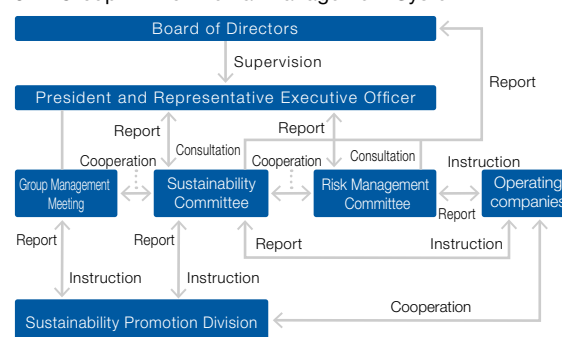 Board of Directors
Supervision
Report
President and Representative Executive Officer
Report
Consultation
Report
Consultation
Cooperation
Cooperation
Instruction
Group Management
Meeting
Sustainability
Committee
Risk Management
Committee
Operating
companies
Report
Report
Report
Report
Instruction
Instruction
Instruction
Cooperation
Sustainability Promotion Division